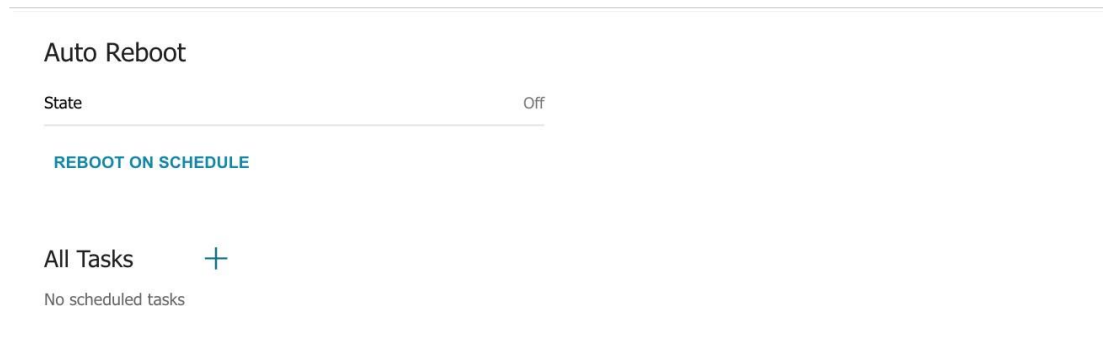 Auto Reboot
State Off
REBOOT ON SCHEDULE
All Tasks
No scheduled tasks